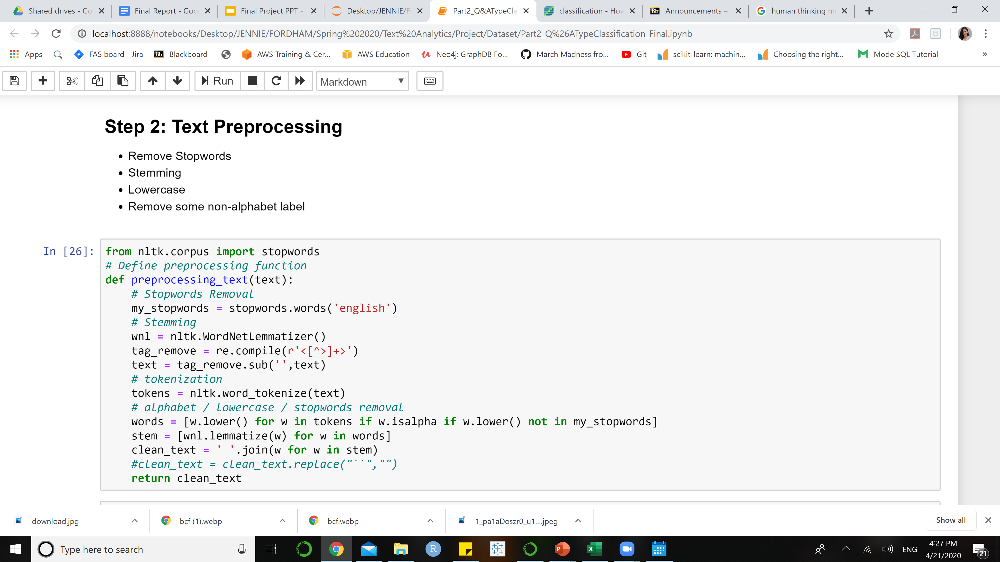 Shared drives - Go
Final Report - Goo
Final Project PPT -
Desktop/JENNIE/F
Part2_Q&ATypeCla
classification - How
Bb Announcements –
human thinking m
localhost:8888/notebooks/Desktop/JENNIE/FORDHAM/Spring%202020/Text%20Analytics/Project/Dataset/Part2_Q%26ATypeClassification_Final.ipynb
Apps
FAS board - Jira
Bb Blackboard
AWS Training & Cer...
AWS Education
Neo4j: GraphDB Fo...
March Madness fro...
Git
scikit-learn: machin...
Choosing the right...
Mode SQL Tutorial
»
Run
Markdown
Step 2: Text Preprocessing
• Remove Stopwords
• Stemming
• Lowercase
• Remove some non-alphabet label
In [26]:
from nltk.corpus import stopwords
# Define preprocessing function
def preprocessing_text(text):
    # Stopwords Removal
    my_stopwords = stopwords.words('english')
    # Stemming
    wnl = nltk.WordNetLemmatizer()
    tag_remove = re.compile(r'<[^>]+>')
    text = tag_remove.sub('',text)
    # tokenization
    tokens = nltk.word_tokenize(text)
    # alphabet / lowercase / stopwords removal
    words = [w.lower() for w in tokens if w.isalpha if w.lower() not in my_stopwords]
    stem = [wnl.lemmatize(w) for w in words]
    clean_text = ' '.join(w for w in stem)
    #clean_text = clean_text.replace("``","")
    return clean_text
download.jpg
bcf (1).webp
bcf.webp
1_pa1aDoszr0_u1....jpeg
Show all
Type here to search
R
P
X
ENG
4:27 PM
4/21/2020
21